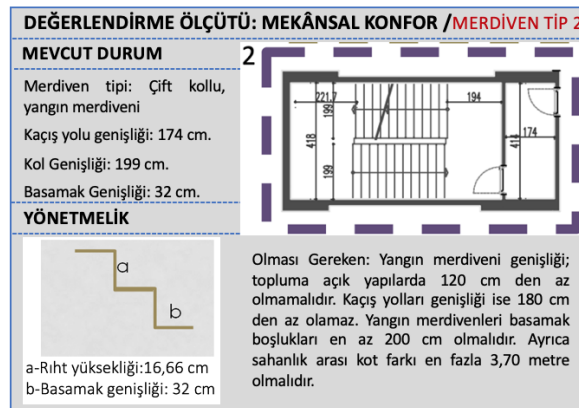 DEĞERLENDİRME ÖLÇÜTÜ: MEKÂNSAL KONFOR /MERDİVEN TİP 2
MEVCUT DURUM
Merdiven tipi: Çift kollu,
yangın merdiveni
Kaçış yolu genişliği: 174 cm.
Kol Genişliği: 199 cm.
Basamak Genişliği: 32 cm.
2
221.7
199
194
418
414
174
199
YÖNETMELİK
a
b
a-Rıht yüksekliği:16,66 cm
b-Basamak genişliği: 32 cm
Olması Gereken: Yangın merdiveni genişliği;
topluma açık yapılarda 120 cm den az
olmamalıdır. Kaçış yolları genişliği ise 180 cm
den az olamaz. Yangın merdivenleri basamak
boşlukları en az 200 cm olmalıdır. Ayrıca
sahanlık arası kot farkı en fazla 3,70 metre
olmalıdır.